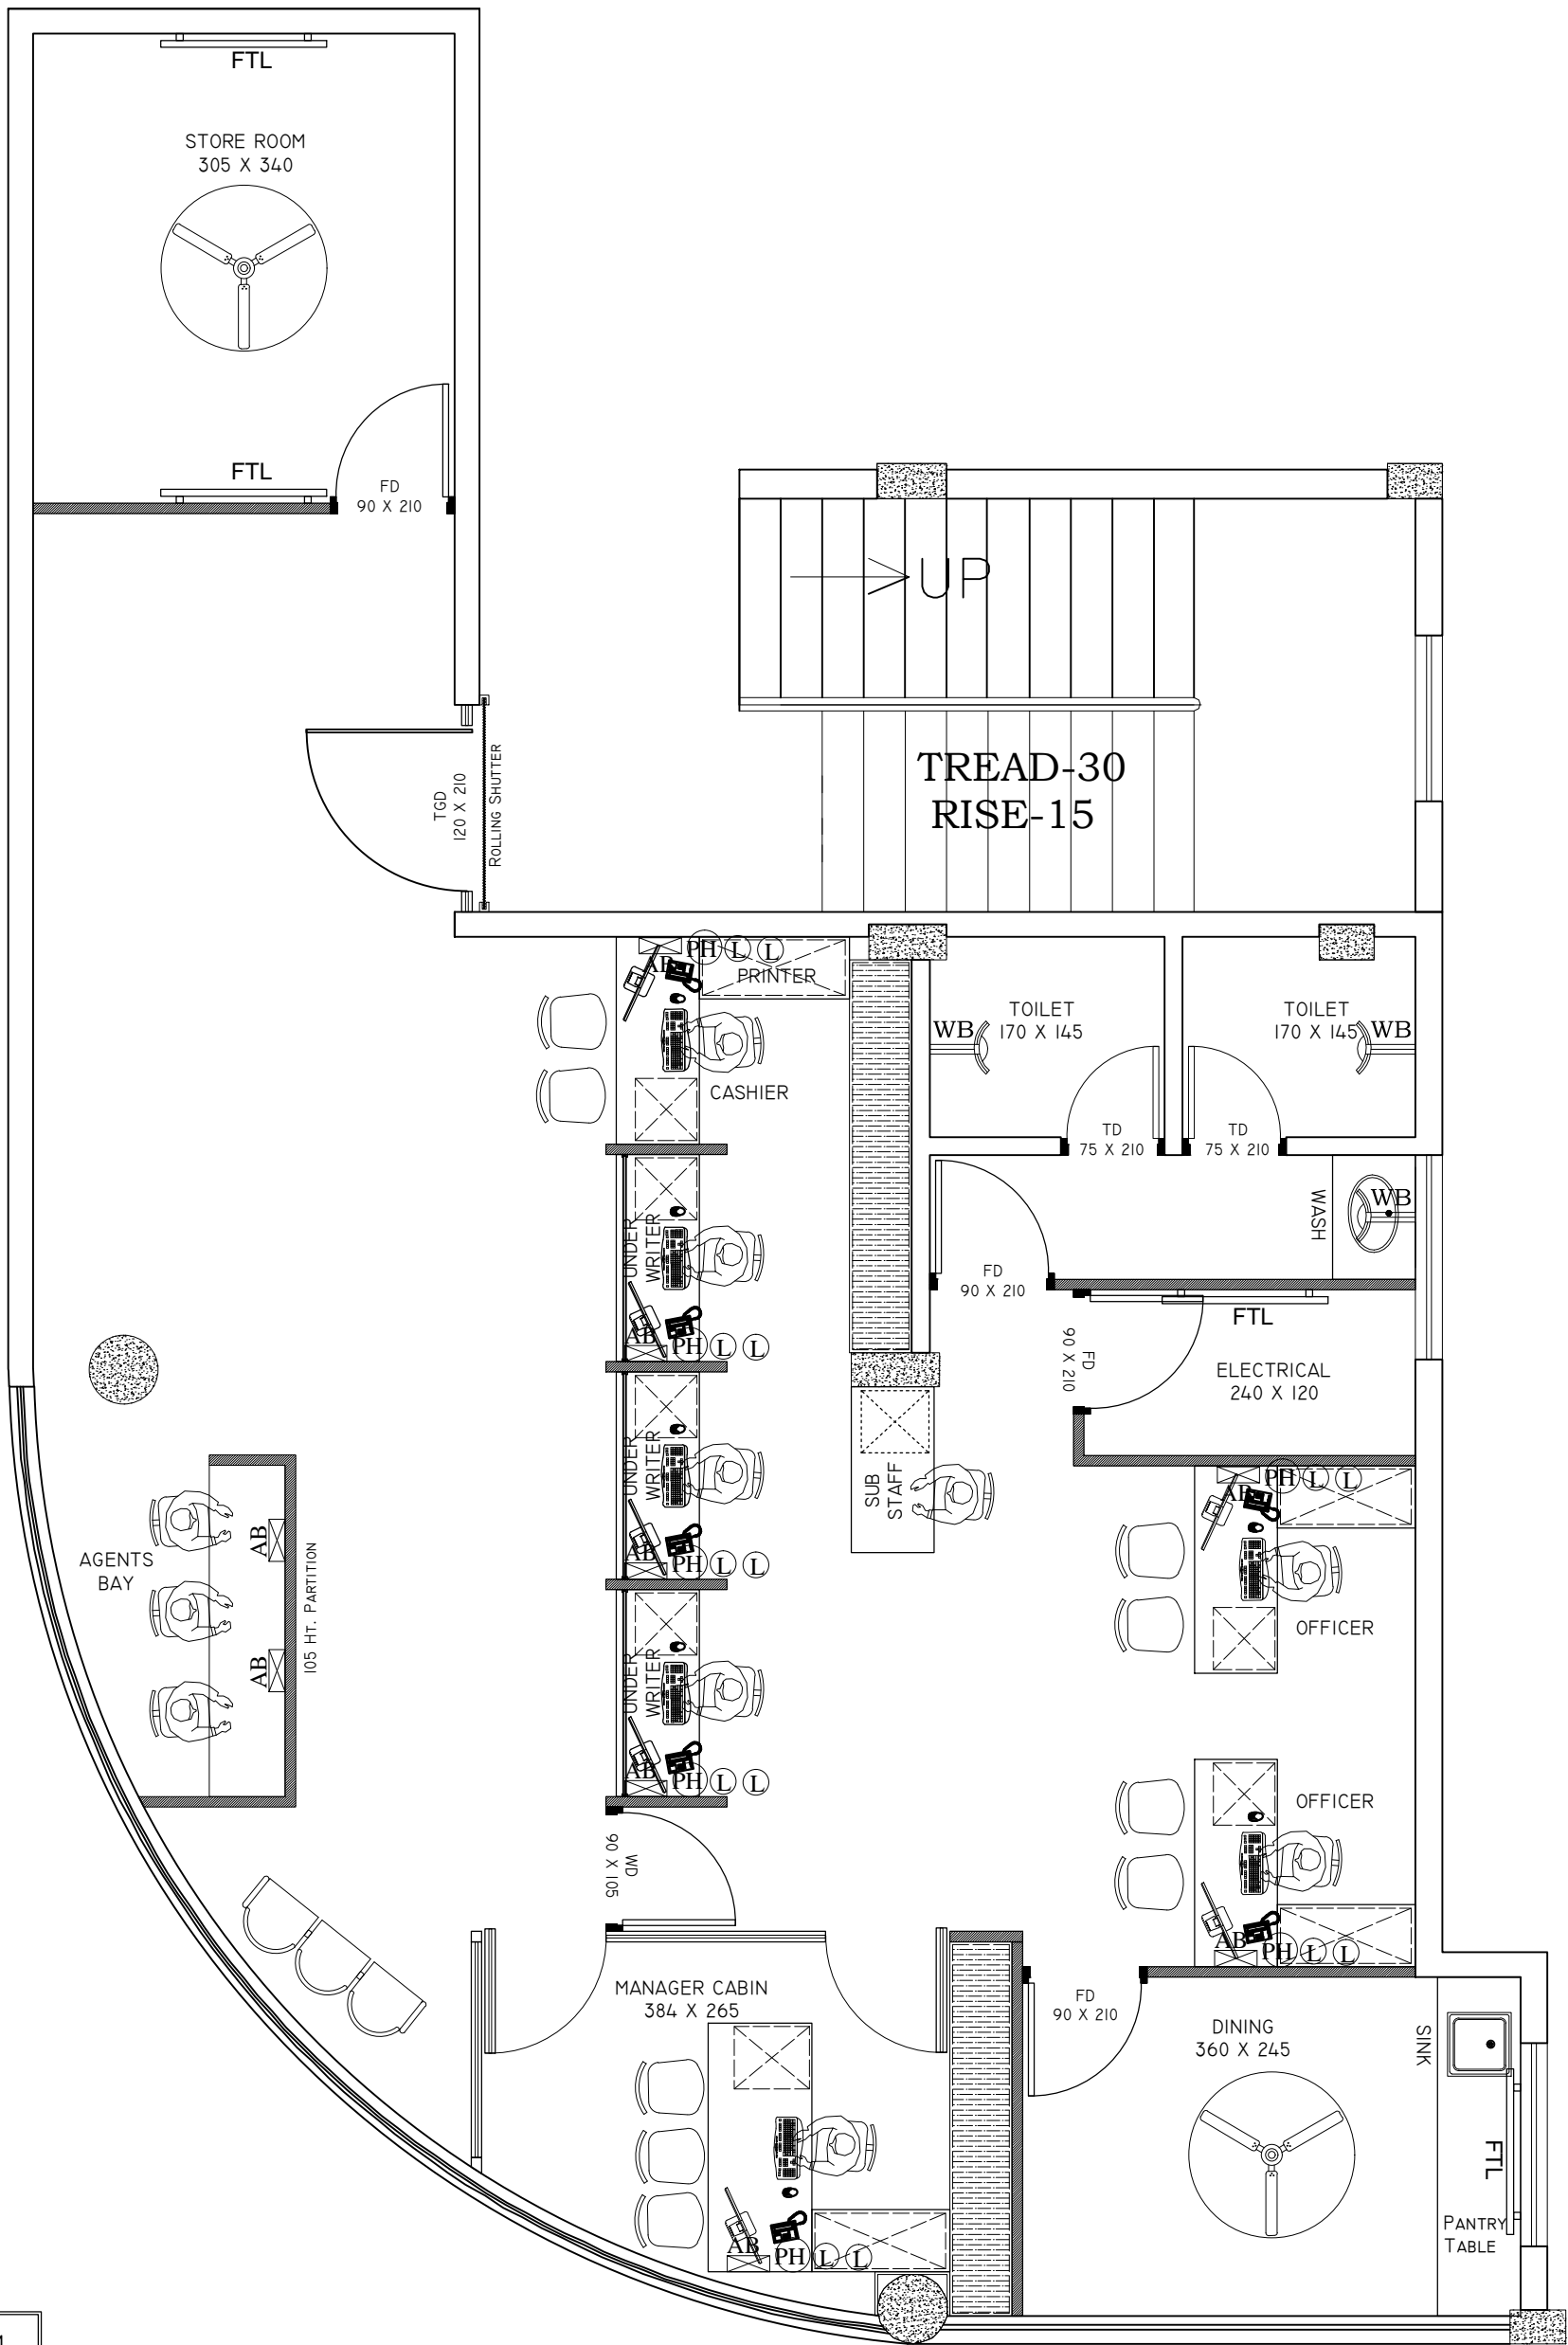 FTL
STORE ROOM
305 X 340
FTL
FD
90 X 210
UP
TREAD-30
RISE-15
TGD
120 X 210
ROLLING SHUTTER
AB
PH
L
L
PRINTER
CASHIER
TOILET
170 X 145
WB
TOILET
170 X 145
WB
TD
75 X 210
TD
75 X 210
WASH
WB
FD
90 X 210
UNDER
WRITER
AB
PH
L
L
FTL
FD
90 X 210
ELECTRICAL
240 X 120
UNDER
WRITER
AB
PH
L
L
SUB
STAFF
AB
PH
L
L
OFFICER
AGENTS
BAY
AB
AB
105 HT. PARTITION
UNDER
WRITER
AB
PH
L
L
OFFICER
AB
PH
L
L
WD
90 X 105
MANAGER CABIN
384 X 265
AB
PH
L
L
FD
90 X 210
DINING
360 X 245
SINK
FTL
PANTRY
TABLE